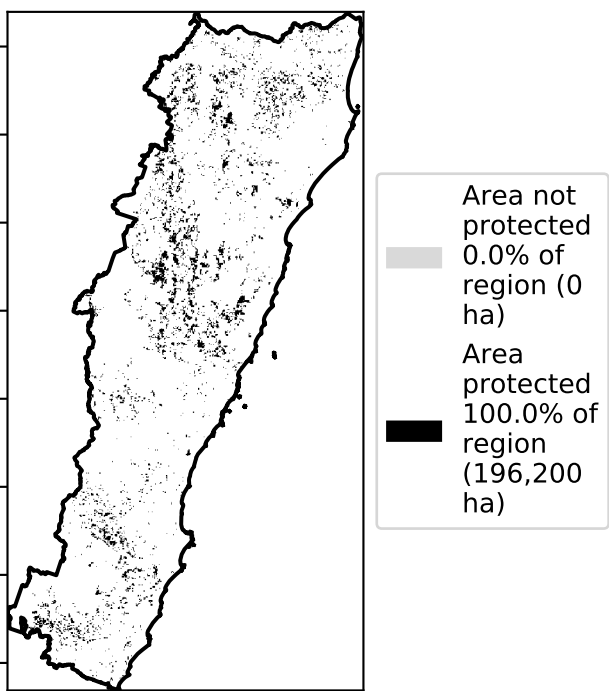 Area not
protected
0.0% of
region (0
ha)
Area
protected
100.0% of
region
(196,200
ha)